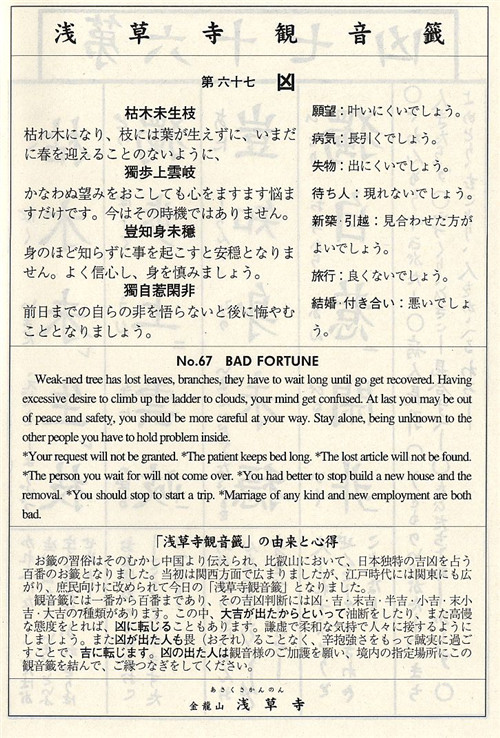 浅草寺観音籤
第六十七 凶
枯木未生枝
枯れ木になり、枝には葉が生えずに、いまだ
に春を迎えることのないように、
獨歩上雲岐
かなわぬ望みをおこしても心をますます悩ま
すだけです。今はその時機ではありません。
豈知身未穩
身のほど知らずに事を起こすと安穏となりま
せん。よく信心し、身を慎みましょう。
獨自惹閑非
前日までの自らの非を悟らないと後に悔やむ
こととなりましょう。
願望：叶いにくいでしょう。
病気：長引くでしょう。
失物：出にくいでしょう。
待ち人：現れないでしょう。
新築・引越：見合わせた方が
よいでしょう。
旅行：良くないでしょう。
結婚・付き合い：悪いでしょ
う。
No.67 BAD FORTUNE
Weak-ned tree has lost leaves, branches, they have to wait long until go get recovered. Having
excessive desire to climb up the ladder to clouds, your mind get confused. At last you may be out
of peace and safety, you should be more careful at your way. Stay alone, being unknown to the
other people you have to hold problem inside.
*Your request will not be granted. *The patient keeps bed long. *The lost article will not be found.
*The person you wait for will not come over. *You had better to stop build a new house and the
removal. *You should stop to start a trip. *Marriage of any kind and new employment are both
bad.
「浅草寺観音籤」の由来と心得
お籤の習俗はそのむかし中国より伝えられ、比叡山において、日本独特の吉凶を占う
百番のお籤となりました。当初は関西方面で広まりましたが、江戸時代には関東にも広
がり、庶民向けに改められて今日の「浅草寺観音籤」となりました。
観音籤には一番から百番まであり、その吉凶判断には凶・吉・末吉・半吉・小吉・末小
吉・大吉の7種類があります。この中、大吉が出たからといって油断をしたり、また高慢
な態度をとれば、凶に転じることもあります。謙虚で柔和な気持で人々に接するように
しましょう。また凶が出た人も畏（おそれ）ることなく、辛抱強さをもって誠実に過ご
すことで、吉に転じます。凶の出た人は観音様のご加護を願い、境内の指定場所にこの
観音籤を結んで、ご縁つなぎをしてください。
あさくさかんのん
金龍山 浅草寺